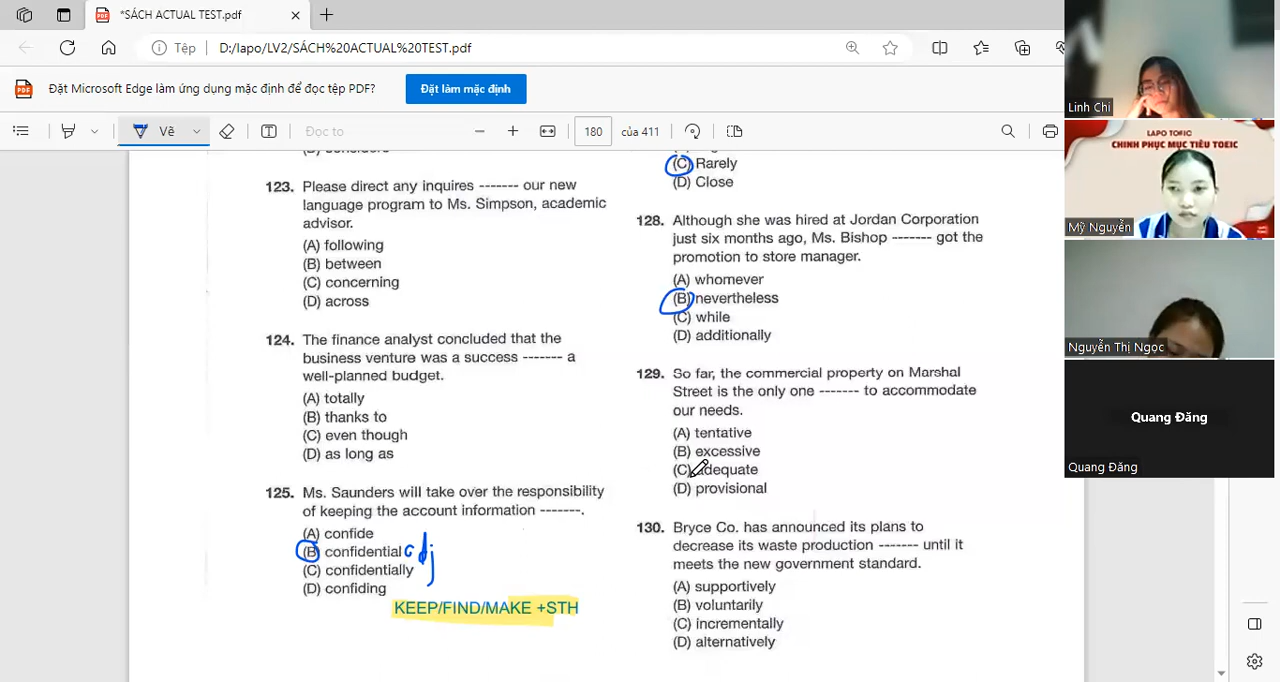 *SÁCH ACTUAL TEST.pdf
Tệp
D:/lapo/LV2/SÁCH%20ACTUAL%20TEST.pdf
Đặt Microsoft Edge làm ứng dụng mặc định để đọc tệp PDF?
Đặt làm mặc định
Vẽ
Đọc to
180
của 411
123. Please direct any inquires ------- our new
language program to Ms. Simpson, academic
advisor.
(A) following
(B) between
(C) concerning
(D) across
124. The finance analyst concluded that the
business venture was a success ------- a
well-planned budget.
(A) totally
(B) thanks to
(C) even though
(D) as long as
125. Ms. Saunders will take over the responsibility
of keeping the account information -------.
(A) confide
(B) confidential adj
(C) confidentially
(D) confiding
KEEP/FIND/MAKE +STH
(C) Rarely
(D) Close
128. Although she was hired at Jordan Corporation
just six months ago, Ms. Bishop ------- got the
promotion to store manager.
(A) whomever
(B) nevertheless
(C) while
(D) additionally
129. So far, the commercial property on Marshal
Street is the only one ------- to accommodate
our needs.
(A) tentative
(B) excessive
(C) adequate
(D) provisional
130. Bryce Co. has announced its plans to
decrease its waste production ------- until it
meets the new government standard.
(A) supportively
(B) voluntarily
(C) incrementally
(D) alternatively
Linh Chi
LAPO TOEIC
CHINH PHỤC MỤC TIÊU TOEIC
Mỹ Nguyễn
Nguyễn Thị Ngọc
Quang Đăng
Quang Đăng